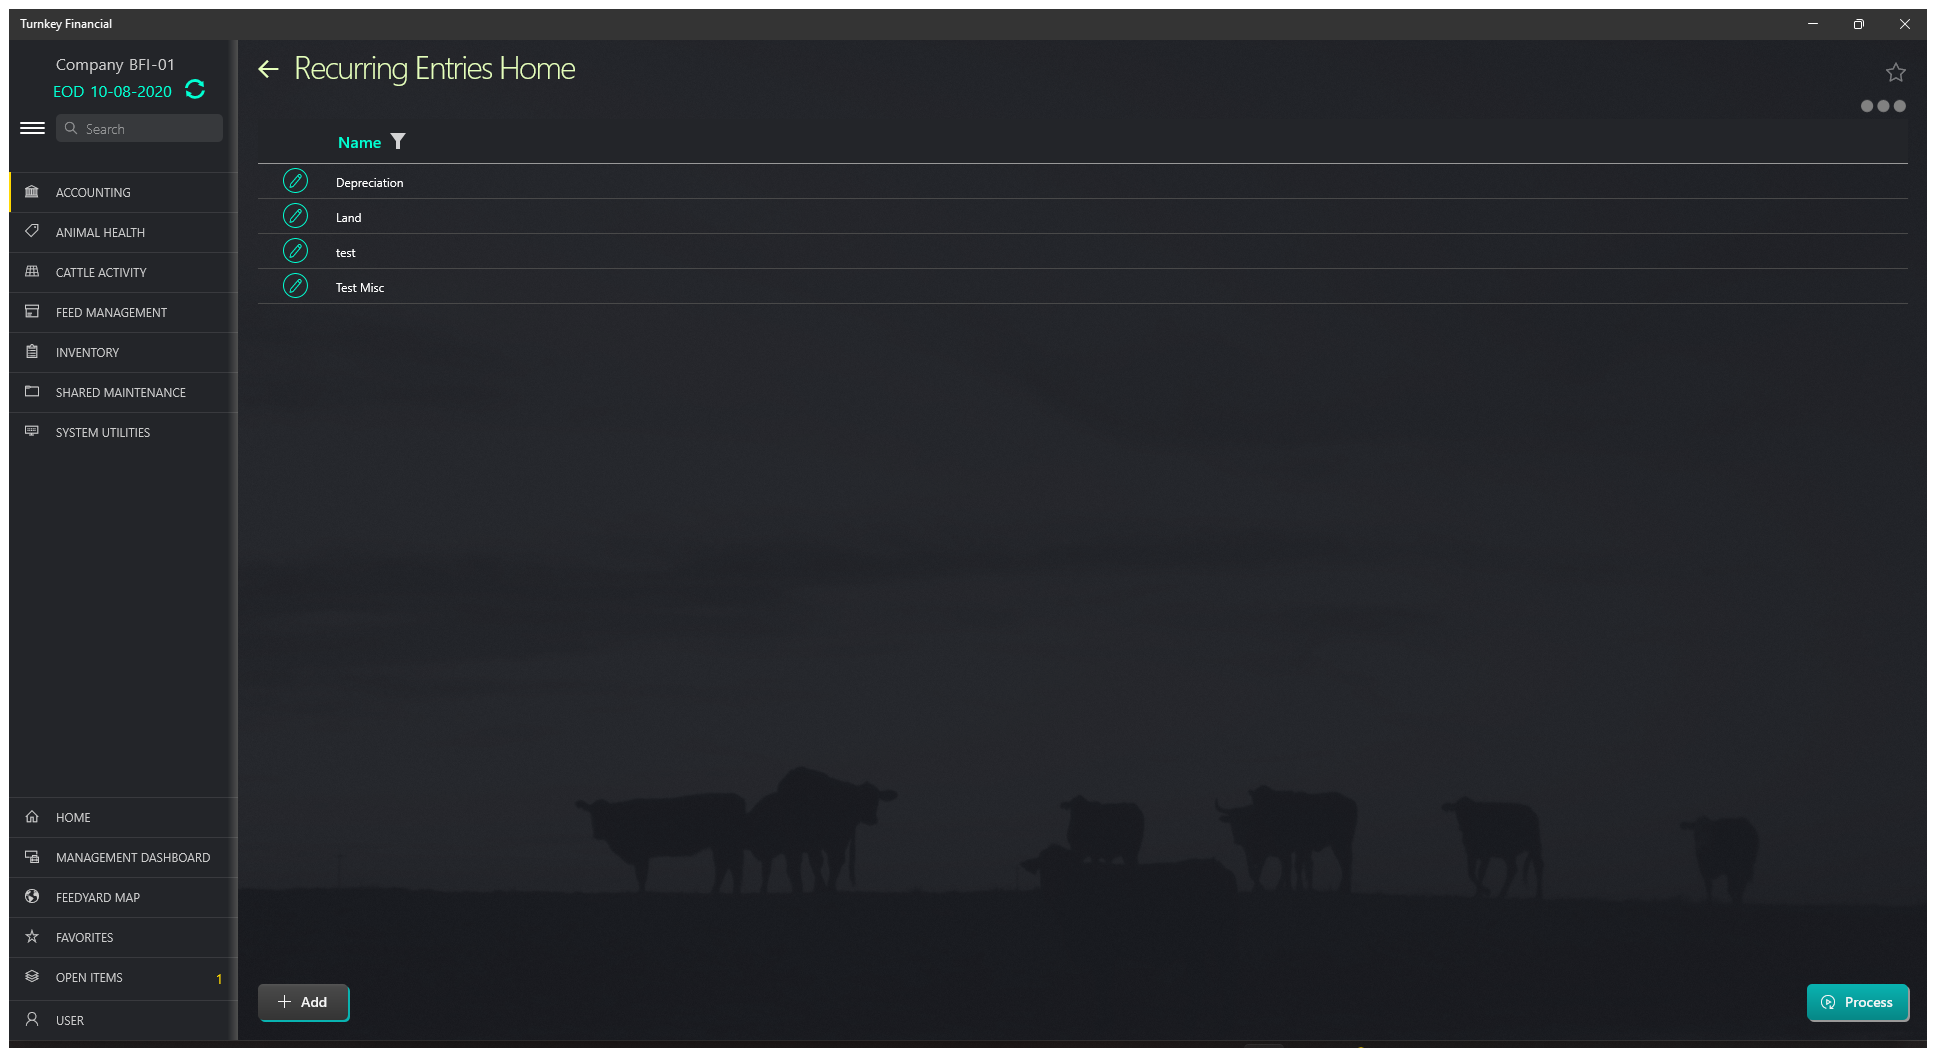 Turnkey Financial
Company BFI-01
EOD 10-08-2020
Search
ACCOUNTING
ANIMAL HEALTH
CATTLE ACTIVITY
FEED MANAGEMENT
INVENTORY
SHARED MAINTENANCE
SYSTEM UTILITIES
HOME
MANAGEMENT DASHBOARD
FEEDYARD MAP
FAVORITES
OPEN ITEMS 1
USER
Recurring Entries Home
Name
Depreciation
Land
test
Test Misc
Add
Process